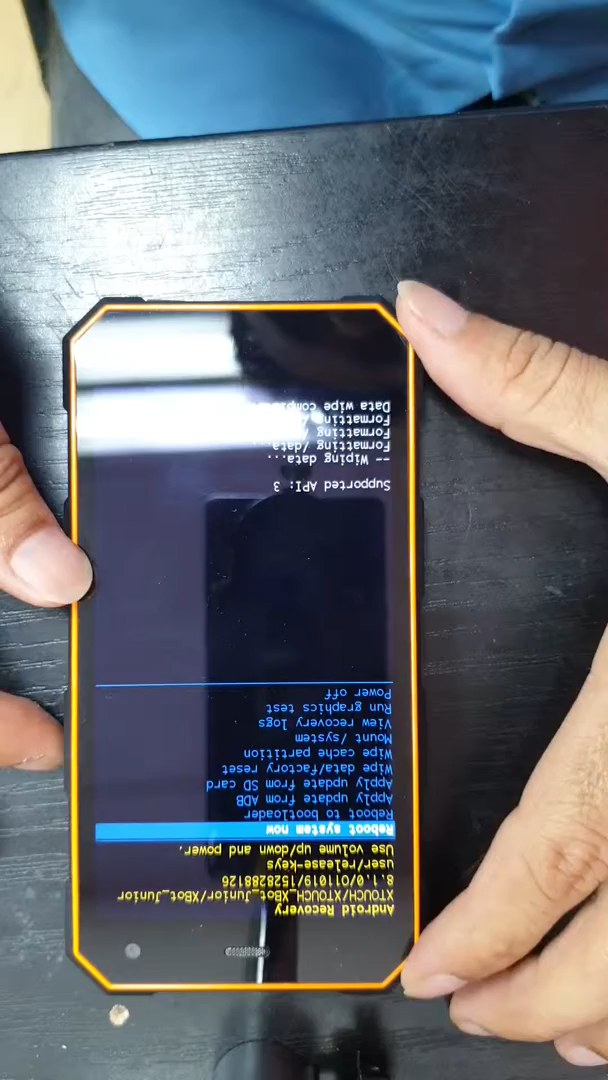 Android Recovery
XTOUCH/XTOUCH_XBot_Junior/XBot_Junior
8.1.0/O11019/1528288126
user/release-keys
Use volume up/down and power.
Reboot system now
Reboot to bootloader
Apply update from ADB
Apply update from SD card
Wipe data/factory reset
Wipe cache partition
Mount /system
View recovery logs
Run graphics test
Power off
Supported API: 3
-- Wiping data...
Formatting /data...
Formatting
Formatting
Data wipe